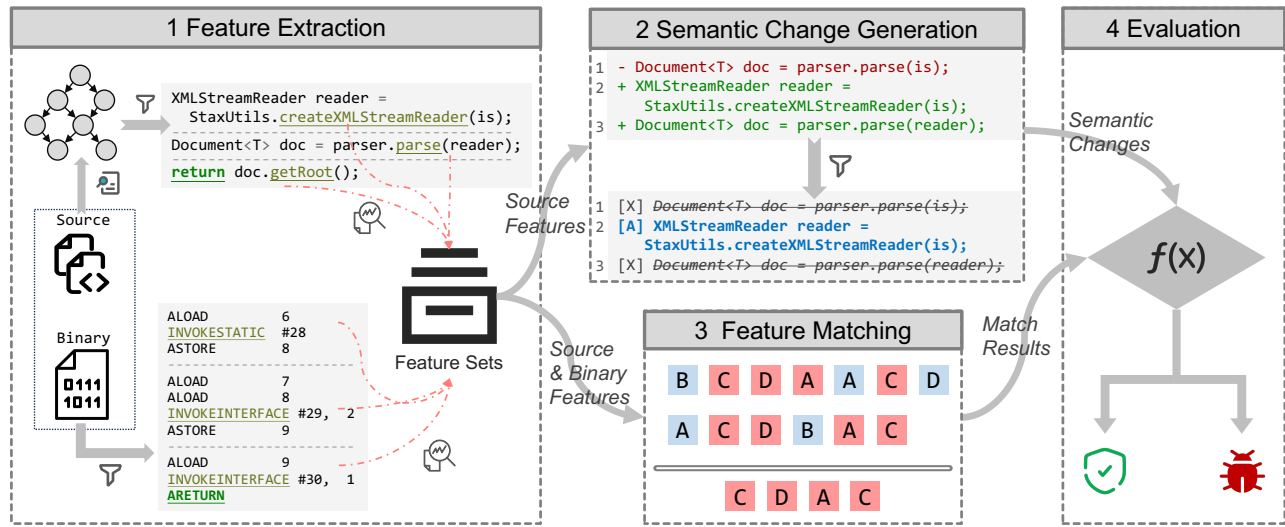 1 Feature Extraction
XMLStreamReader reader =
StaxUtils.createXMLStreamReader(is);
Document<T> doc = parser.parse(reader);
return doc.getRoot();
Source
Binary
0111
1011
ALOAD 6
INVOKESTATIC #28
ASTORE 8
ALOAD 7
ALOAD 8
INVOKEINTERFACE #29, 2
ASTORE 9
ALOAD 9
INVOKEINTERFACE #30, 1
ARETURN
Feature Sets
Source
Features
Source
& Binary
Features
2 Semantic Change Generation
1 - Document<T> doc = parser.parse(is);
2 + XMLStreamReader reader =
StaxUtils.createXMLStreamReader(is);
3 + Document<T> doc = parser.parse(reader);
1 [X] Document<T> doc = parser.parse(is);
2 [A] XMLStreamReader reader =
StaxUtils.createXMLStreamReader(is);
3 [X] Document<T> doc = parser.parse(reader);
3 Feature Matching
B C D A A C D
A C D B A C
C D A C
Semantic
Changes
Match
Results
4 Evaluation
f(x)